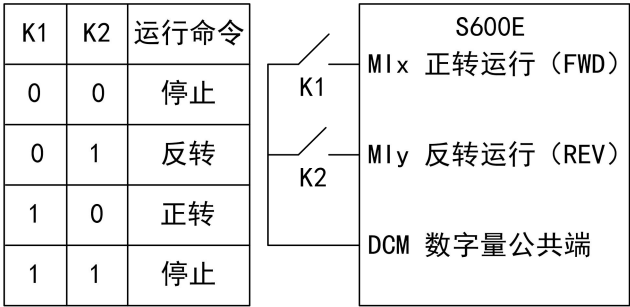 K1 K2 运行命令
0 0 停止
0 1 反转
1 0 正转
1 1 停止
S600E
K1
MIx 正转运行（FWD）
K2
MIy 反转运行（REV）
DCM 数字量公共端